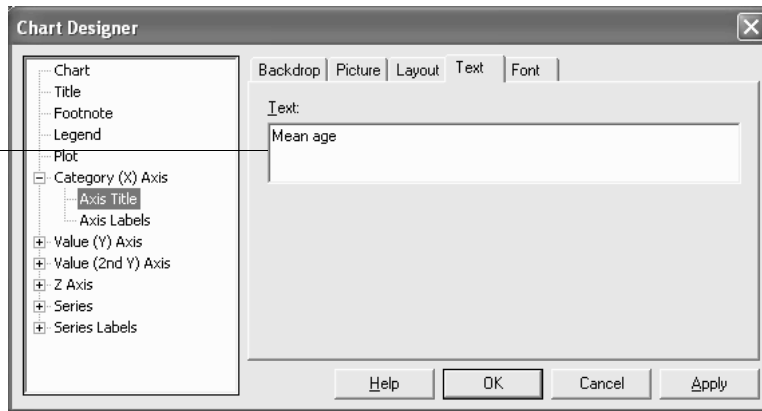 Chart Designer
Chart
Title
Footnote
Legend
Plot
Category (X) Axis
Axis Title
Axis Labels
Value (Y) Axis
Value (2nd Y) Axis
Z Axis
Series
Series Labels
Backdrop Picture Layout Text Font
Text:
Mean age
Help OK Cancel Apply